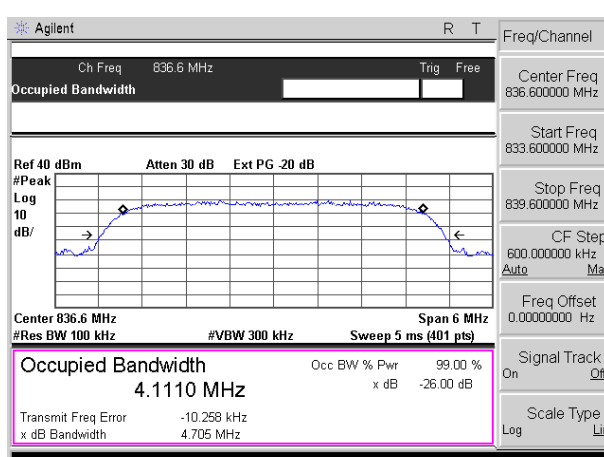 Agilent R T
Ch Freq 836.6 MHz Trig Free
Occupied Bandwidth
Ref 40 dBm Atten 30 dB Ext PG -20 dB
#Peak
Log
10
dB/
Center 836.6 MHz Span 6 MHz
#Res BW 100 kHz #VBW 300 kHz Sweep 5 ms (401 pts)
Occupied Bandwidth Occ BW % Pwr 99.00 %
4.1110 MHz x dB -26.00 dB
Transmit Freq Error -10.258 kHz
x dB Bandwidth 4.705 MHz
Freq/Channel
Center Freq
836.600000 MHz
Start Freq
833.600000 MHz
Stop Freq
839.600000 MHz
CF Step
600.000000 kHz
Auto Ma
Freq Offset
0.00000000 Hz
Signal Track
On Off
Scale Type
Log Li